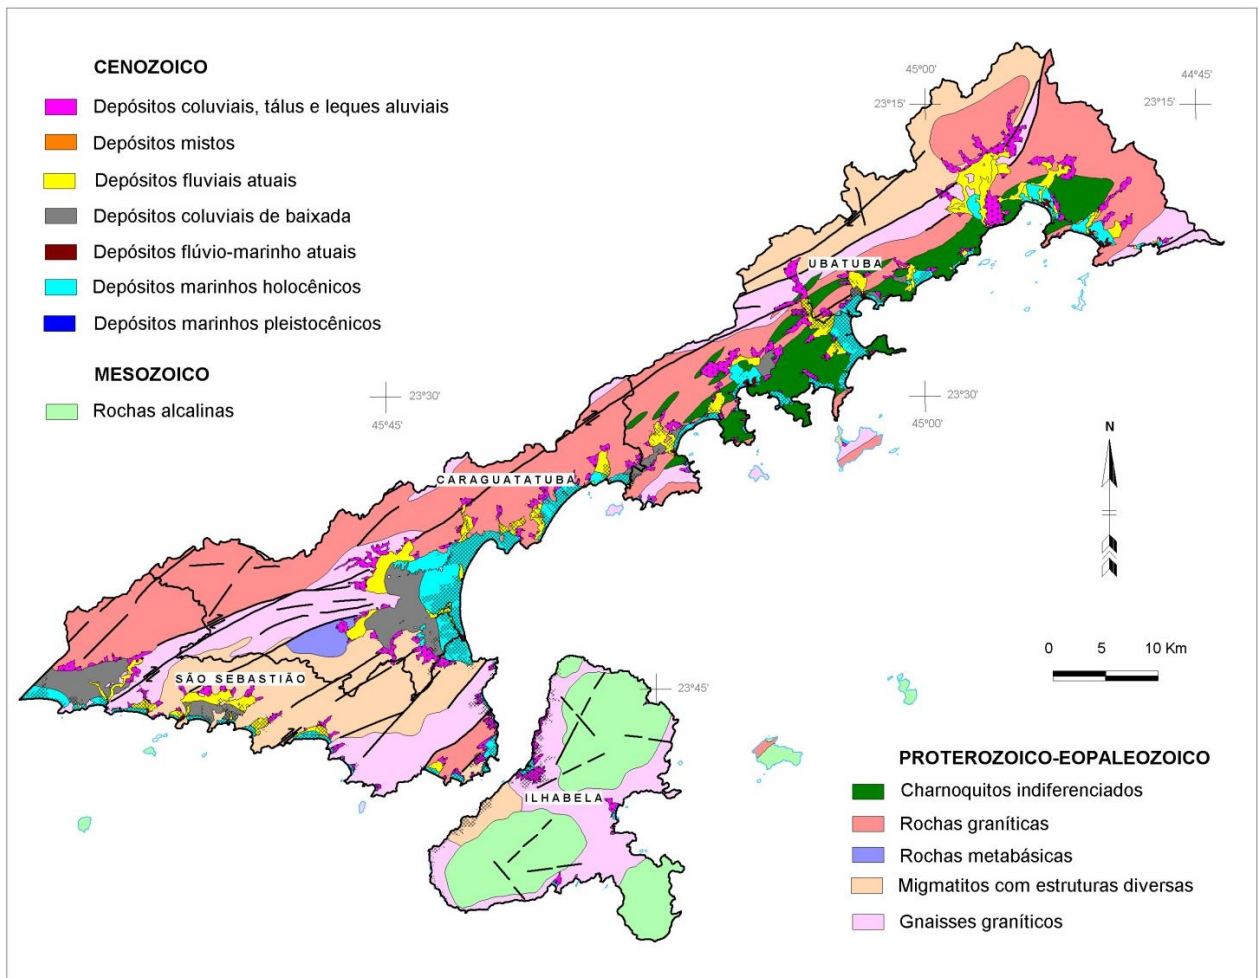 CENOZOICO
Depósitos coluviais, tálus e leques aluviais
Depósitos mistos
Depósitos fluviais atuais
Depósitos coluviais de baixada
Depósitos flúvio-marinho atuais
Depósitos marinhos holocênicos
Depósitos marinhos pleistocênicos
MESOZOICO
Rochas alcalinas
45°00'
23°15'
44°45'
23°15'
UBATUBA
23°30'
45°45'
23°30'
45°00'
CARAGUATATUBA
N
SÃO SEBASTIÃO
23°45'
ILHABELA
0 5 10 Km
PROTEROZOICO-EOPALEOZOICO
Charnoquitos indiferenciados
Rochas graníticas
Rochas metabásicas
Migmatitos com estruturas diversas
Gnaisses graníticos